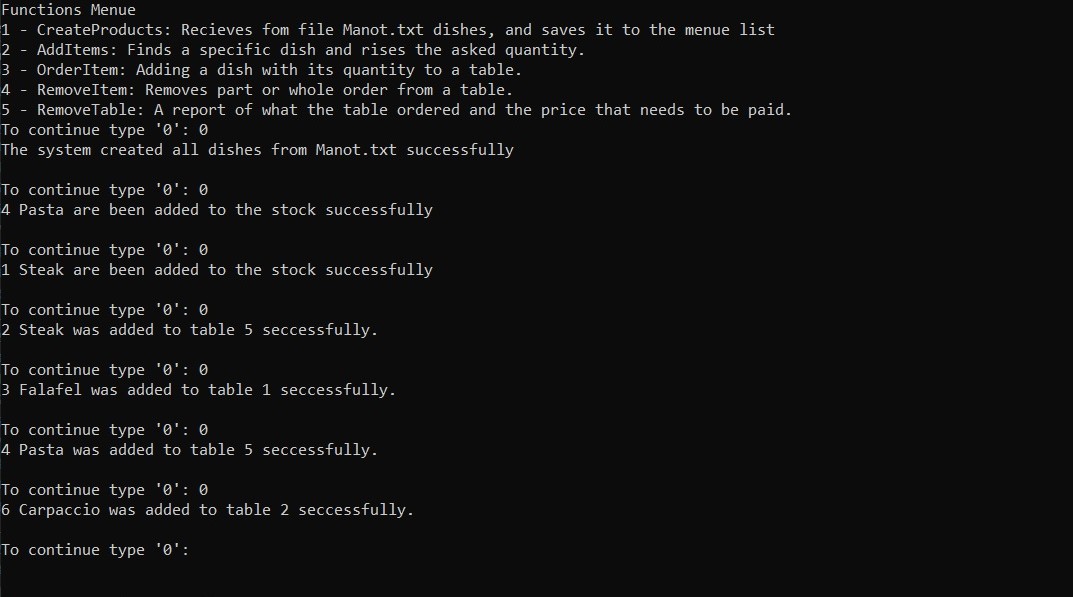 Functions Menue
1 - CreateProducts: Recieves fom file Manot.txt dishes, and saves it to the menue list
2 - AddItems: Finds a specific dish and rises the asked quantity.
3 - OrderItem: Adding a dish with its quantity to a table.
4 - RemoveItem: Removes part or whole order from a table.
5 - RemoveTable: A report of what the table ordered and the price that needs to be paid.
To continue type '0': 0
The system created all dishes from Manot.txt successfully
To continue type '0': 0
4 Pasta are been added to the stock successfully
To continue type '0': 0
1 Steak are been added to the stock successfully
To continue type '0': 0
2 Steak was added to table 5 seccessfully.
To continue type '0': 0
3 Falafel was added to table 1 seccessfully.
To continue type '0': 0
4 Pasta was added to table 5 seccessfully.
To continue type '0': 0
6 Carpaccio was added to table 2 seccessfully.
To continue type '0':